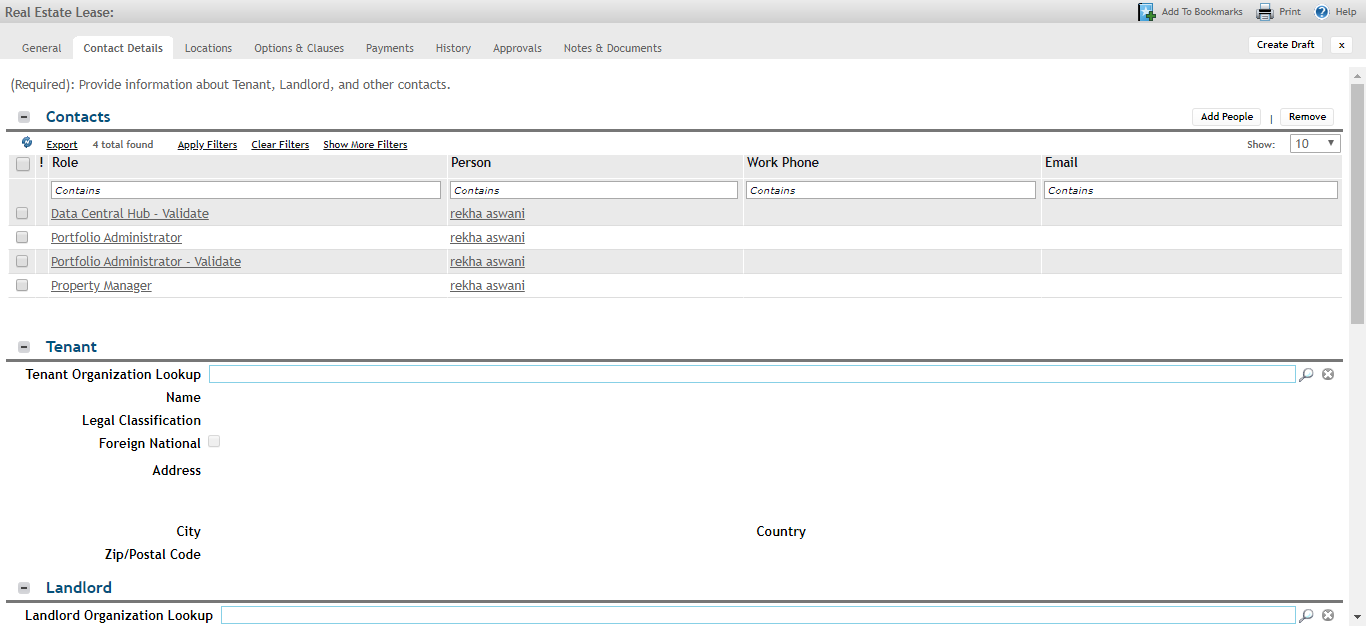 Real Estate Lease:
Add To Bookmarks Print Help
General Contact Details Locations Options & Clauses Payments History Approvals Notes & Documents Create Draft x
(Required): Provide information about Tenant, Landlord, and other contacts.
Contacts Add People | Remove
Export 4 total found Apply Filters Clear Filters Show More Filters Show: 10
! Role Person Work Phone Email
Contains Contains Contains Contains
Data Central Hub - Validate rekha aswani
Portfolio Administrator rekha aswani
Portfolio Administrator - Validate rekha aswani
Property Manager rekha aswani
Tenant
Tenant Organization Lookup
Name
Legal Classification
Foreign National
Address
City Country
Zip/Postal Code
Landlord
Landlord Organization Lookup